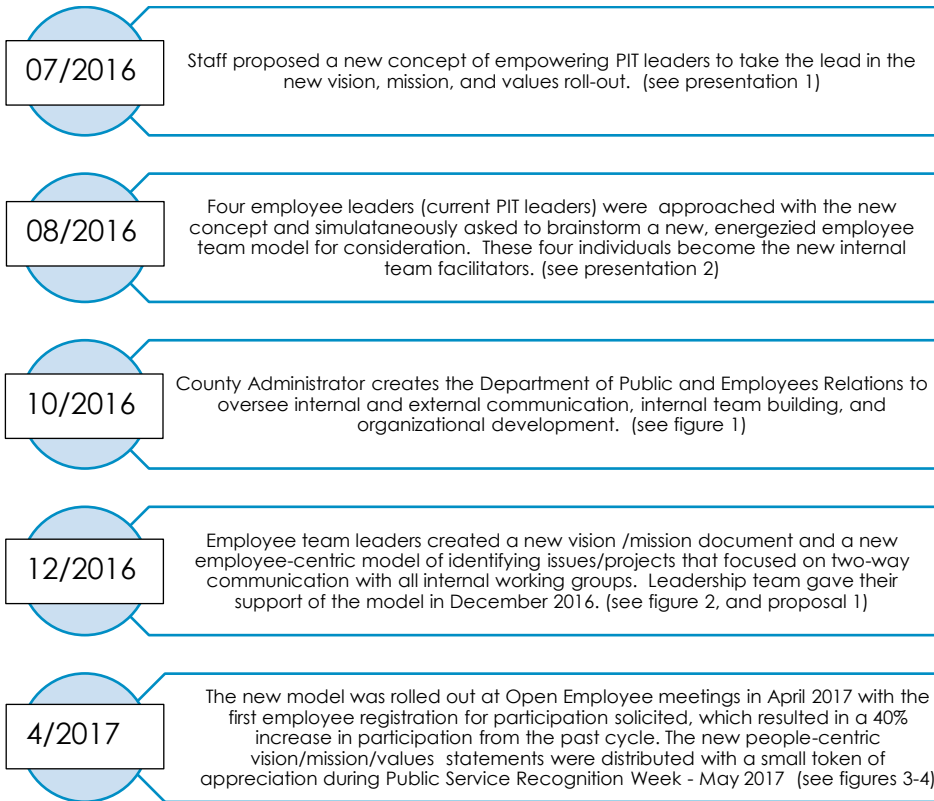 07/2016
Staff proposed a new concept of empowering PIT leaders to take the lead in the
new vision, mission, and values roll-out.  (see presentation 1)
08/2016
Four employee leaders (current PIT leaders) were  approached with the new
concept and simulataneously asked to brainstorm a new, energezied employee
team model for consideration.  These four individuals become the new internal
team facilitators. (see presentation 2)
10/2016
County Administrator creates the Department of Public and Employees Relations to
oversee internal and external communication, internal team building, and
organizational development.  (see figure 1)
12/2016
Employee team leaders created a new vision /mission document and a new
employee-centric model of identifying issues/projects that focused on two-way
communication with all internal working groups.  Leadership team gave their
support of the model in December 2016. (see figure 2, and proposal 1)
4/2017
The new model was rolled out at Open Employee meetings in April 2017 with the
first employee registration for participation solicited, which resulted in a 40%
increase in participation from the past cycle. The new people-centric
vision/mission/values  statements were distributed with a small token of
appreciation during Public Service Recognition Week - May 2017  (see figures 3-4)